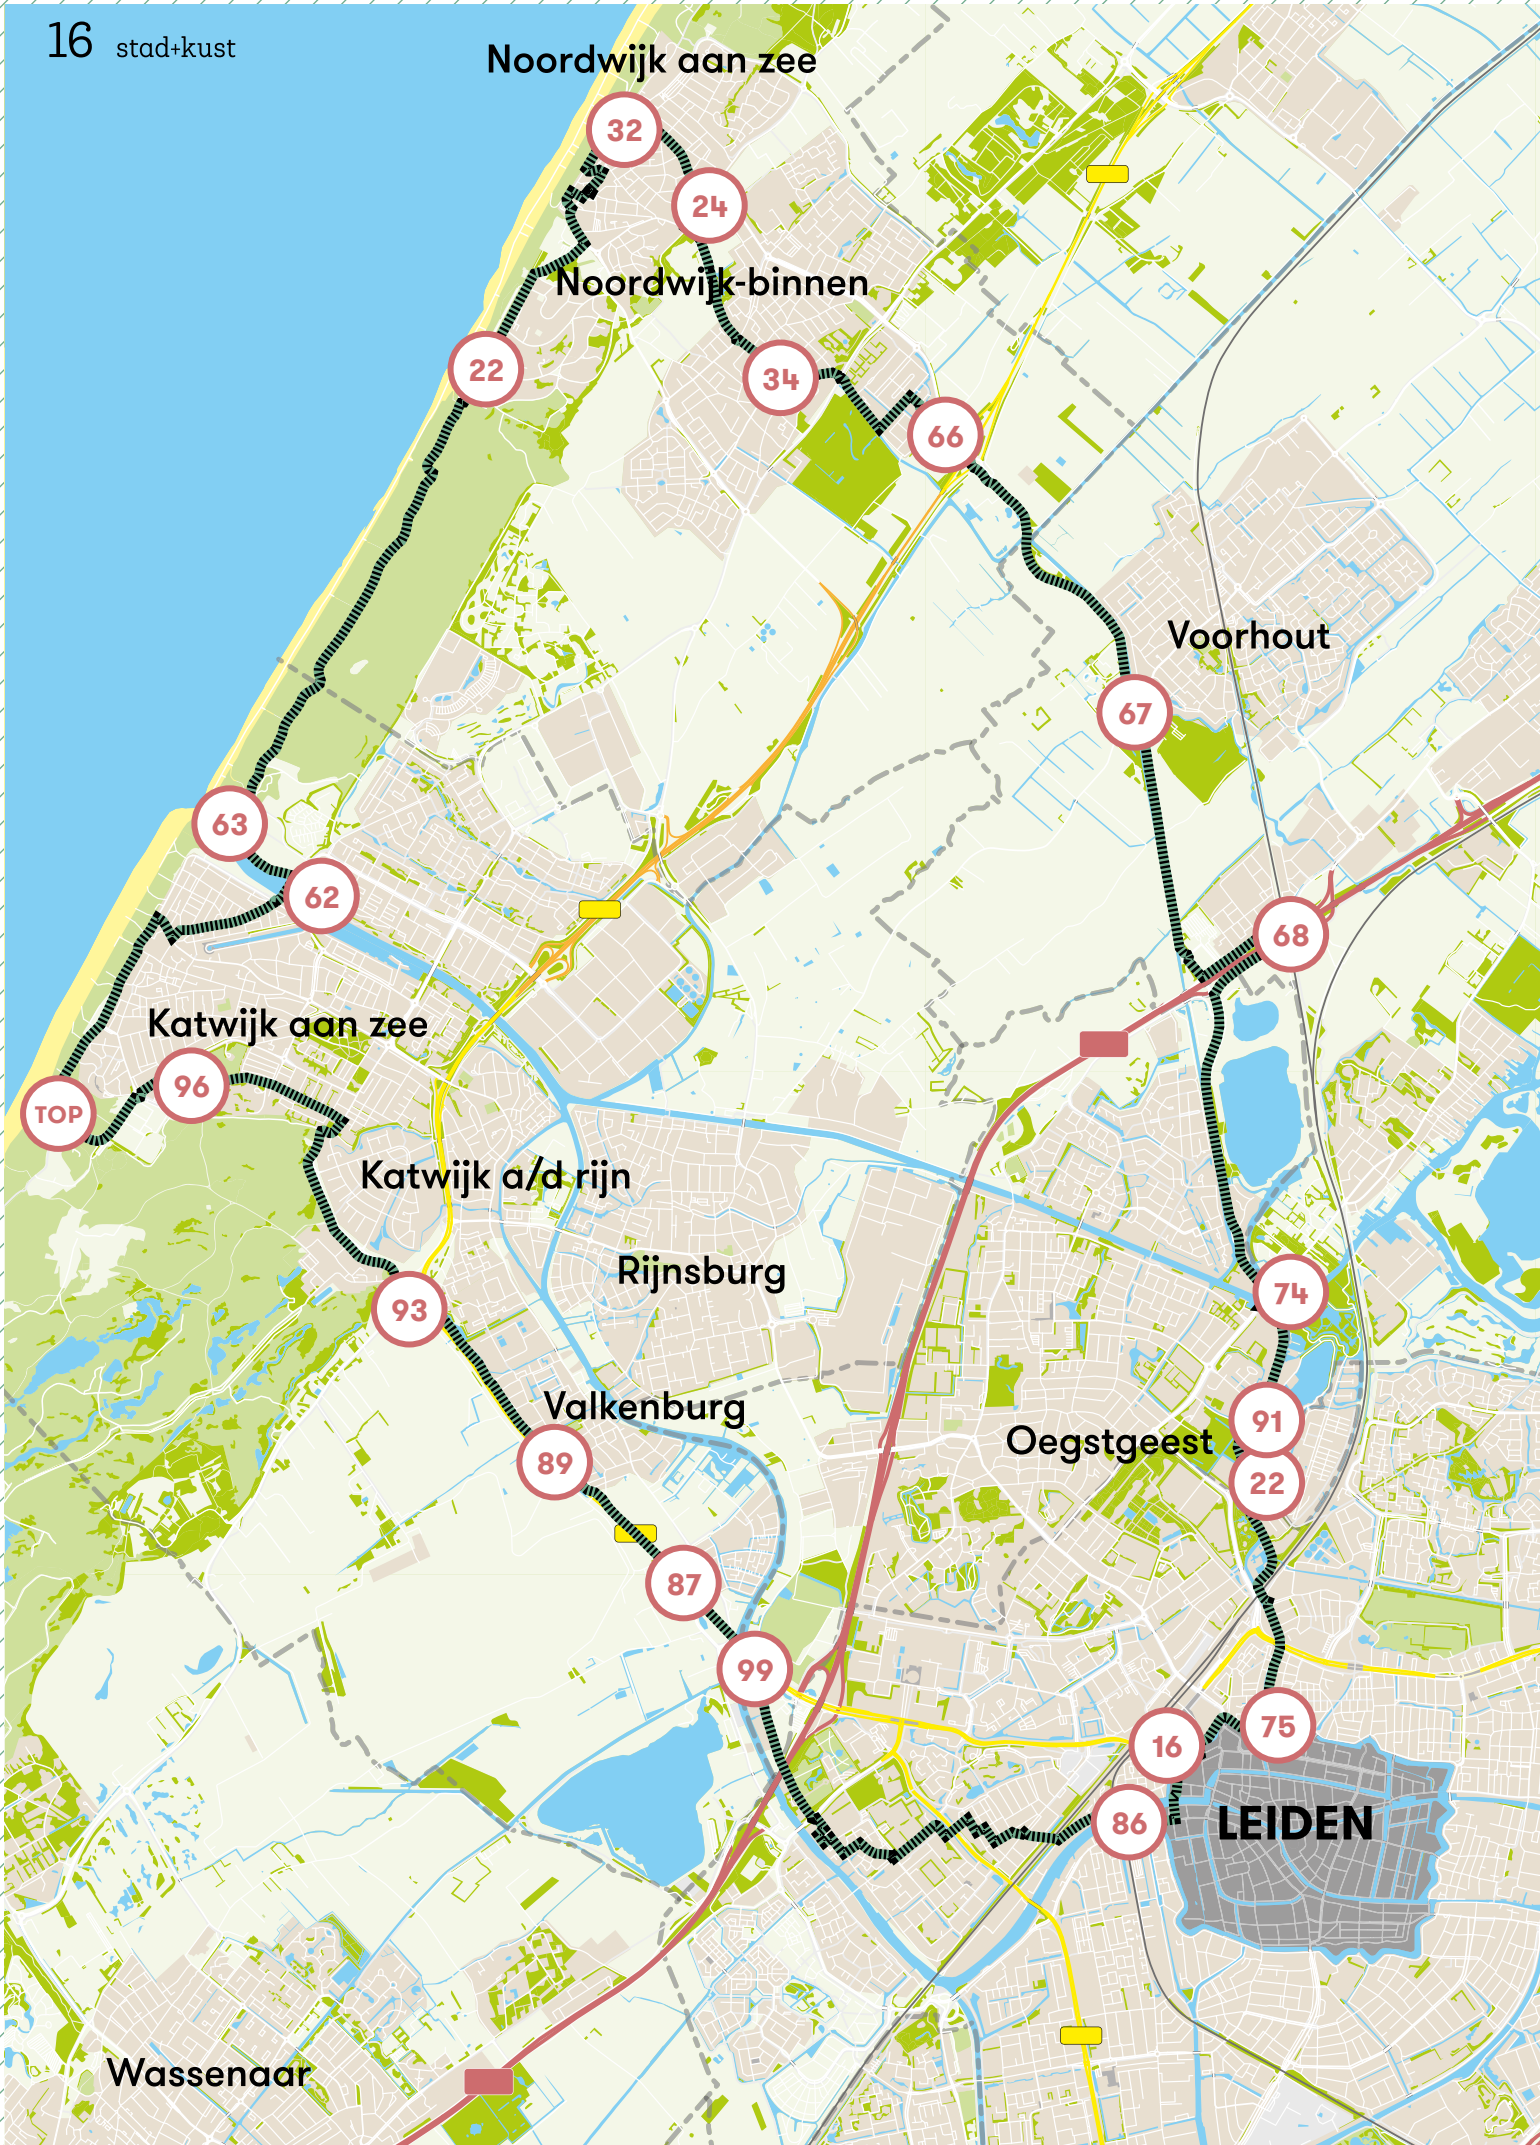 16 stad+kust
Noordwijk aan zee
32
24
Noordwijk-binnen
22
34
66
Voorhout
67
63
62
68
Katwijk aan zee
96
TOP
Katwijk a/d rijn
Rijnsburg
74
93
Valkenburg
91
Oegstgeest
89
22
87
99
75
16
86
LEIDEN
Wassenaar